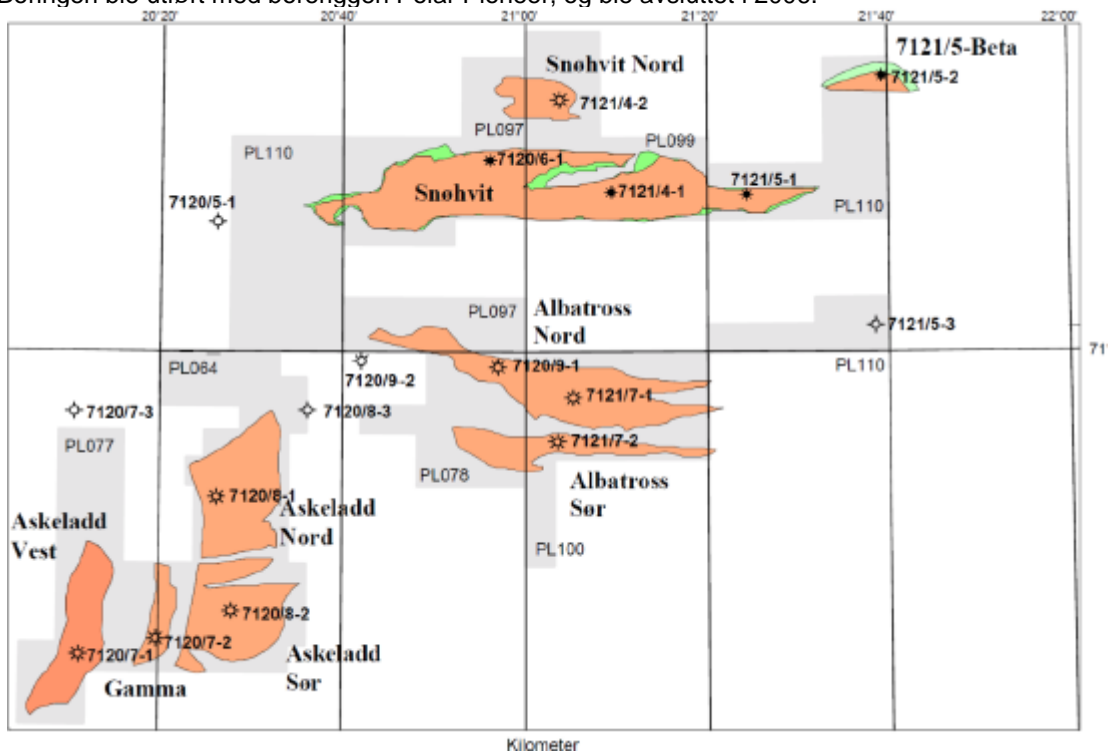 Boringen ble utført med boreriggen Polar Pioneer, og ble avsluttet i 2006.
20°20' 20°40' 21°00' 21°20' 21°40' 22°00'
7121/5-Beta
7121/5-2
Snøhvit Nord
7121/4-2
PL097
PL099
PL110
7120/6-1
7121/5-1
Snøhvit
7121/4-1
7120/5-1
PL110
PL097
Albatross
Nord
7121/5-3
71°
PL064
7120/9-2
7120/9-1
PL110
7121/7-1
7120/7-3
7120/8-3
PL077
7121/7-2
PL078
Albatross
Sør
7120/8-1
Askeladd
Nord
Askeladd
Vest
PL100
7120/8-2
7120/7-2
7120/7-1
Askeladd
Sør
Gamma
Kilometer